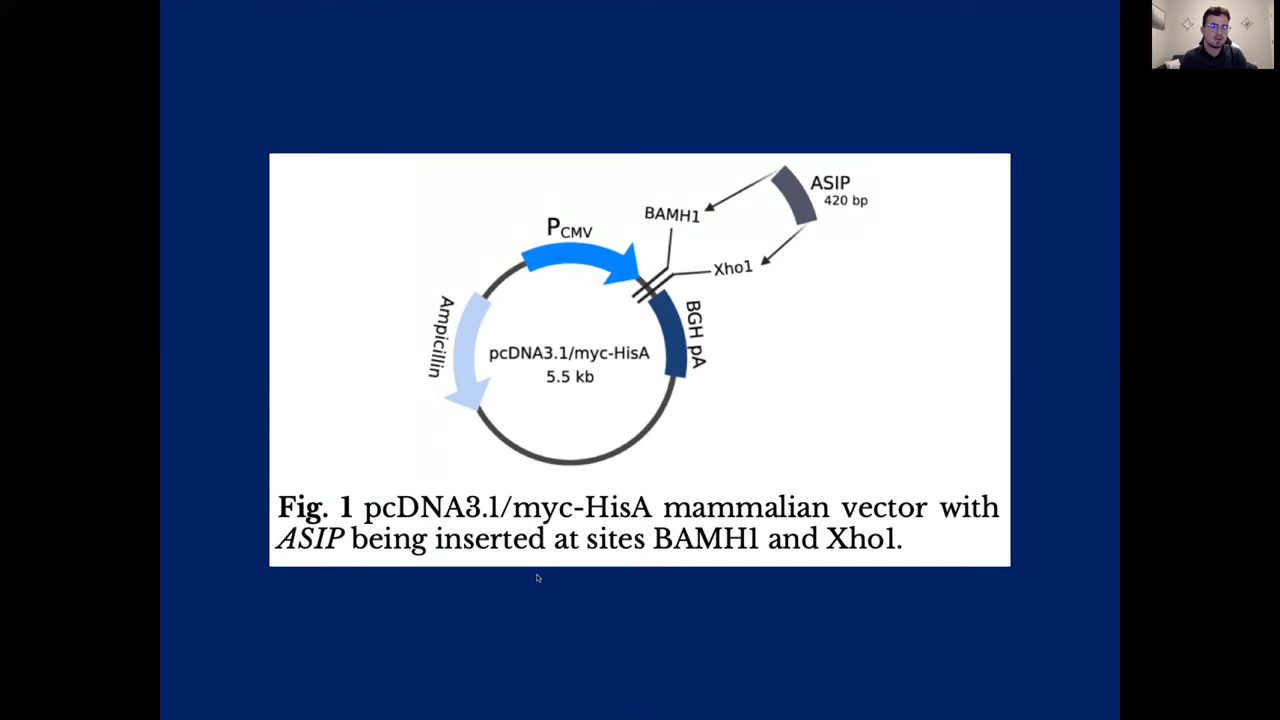 ASIP
420 bp
BAMH1
PCMV
Xho1
Ampicillin
BGH pA
pcDNA3.1/myc-HisA
5.5 kb
Fig. 1 pcDNA3.1/myc-HisA mammalian vector with
ASIP being inserted at sites BAMH1 and Xho1.